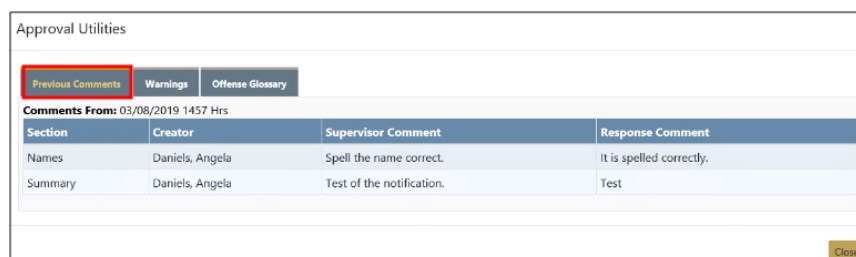 Approval Utilities
Previous Comments Warnings Offense Glossary
Comments From: 03/08/2019 1457 Hrs
Section Creator Supervisor Comment Response Comment
Names Daniels, Angela Spell the name correct. It is spelled correctly.
Summary Daniels, Angela Test of the notification. Test
Close